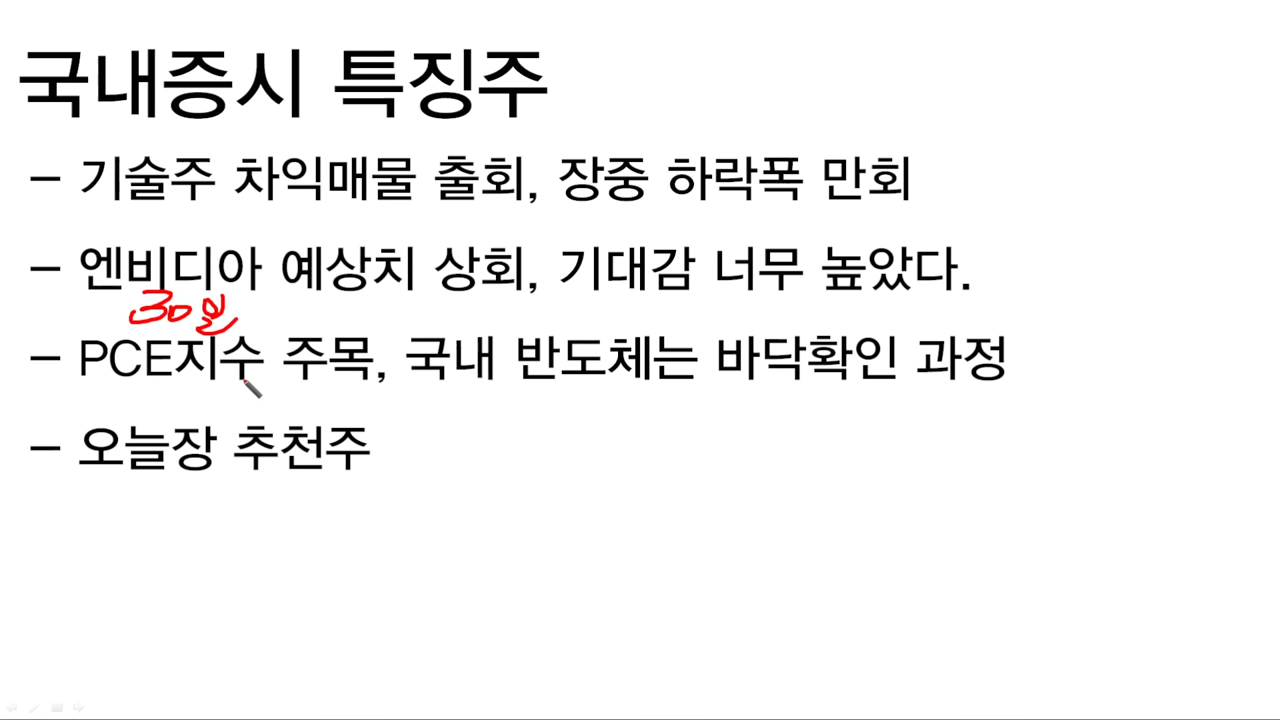 국내증시 특징주
– 기술주 차익매물 출회, 장중 하락폭 만회
– 엔비디아 예상치 상회, 기대감 너무 높았다.
30일
– PCE지수 주목, 국내 반도체는 바닥확인 과정
– 오늘장 추천주